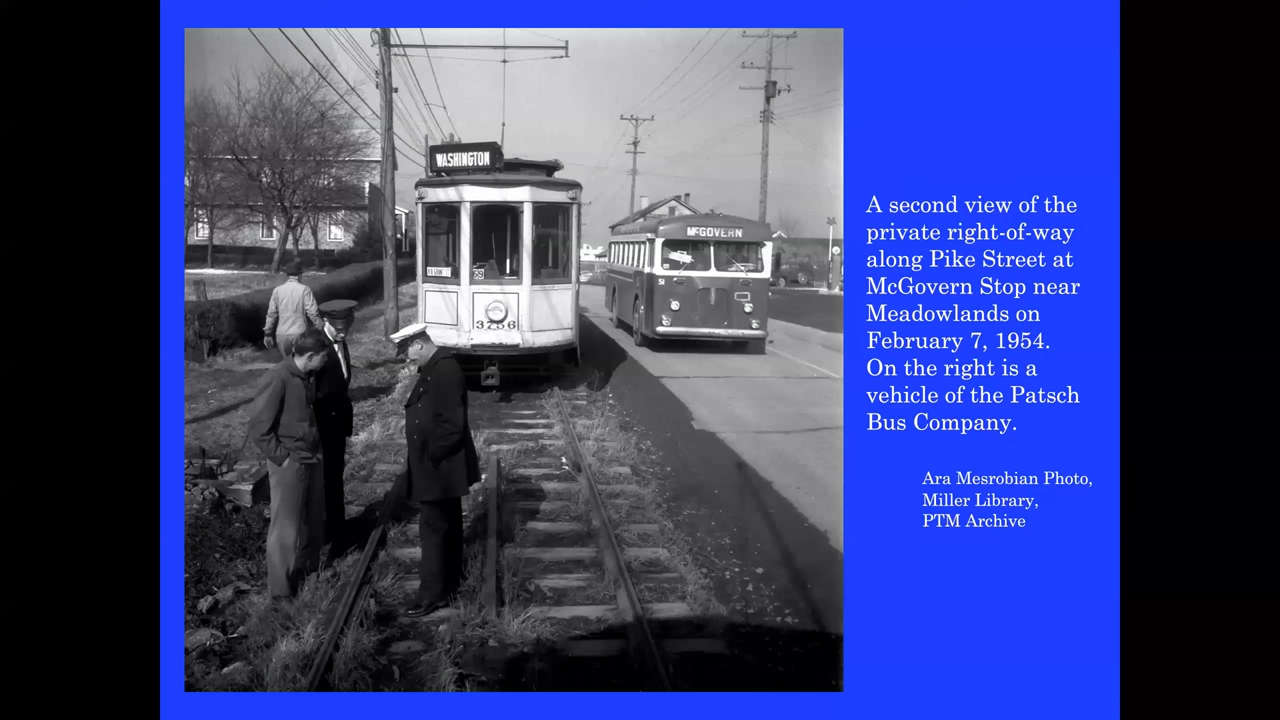 WASHINGTON
McGOVERN
3756
51
A second view of the
private right-of-way
along Pike Street at
McGovern Stop near
Meadowlands on
February 7, 1954.
On the right is a
vehicle of the Patsch
Bus Company.
Ara Mesrobian Photo,
Miller Library,
PTM Archive